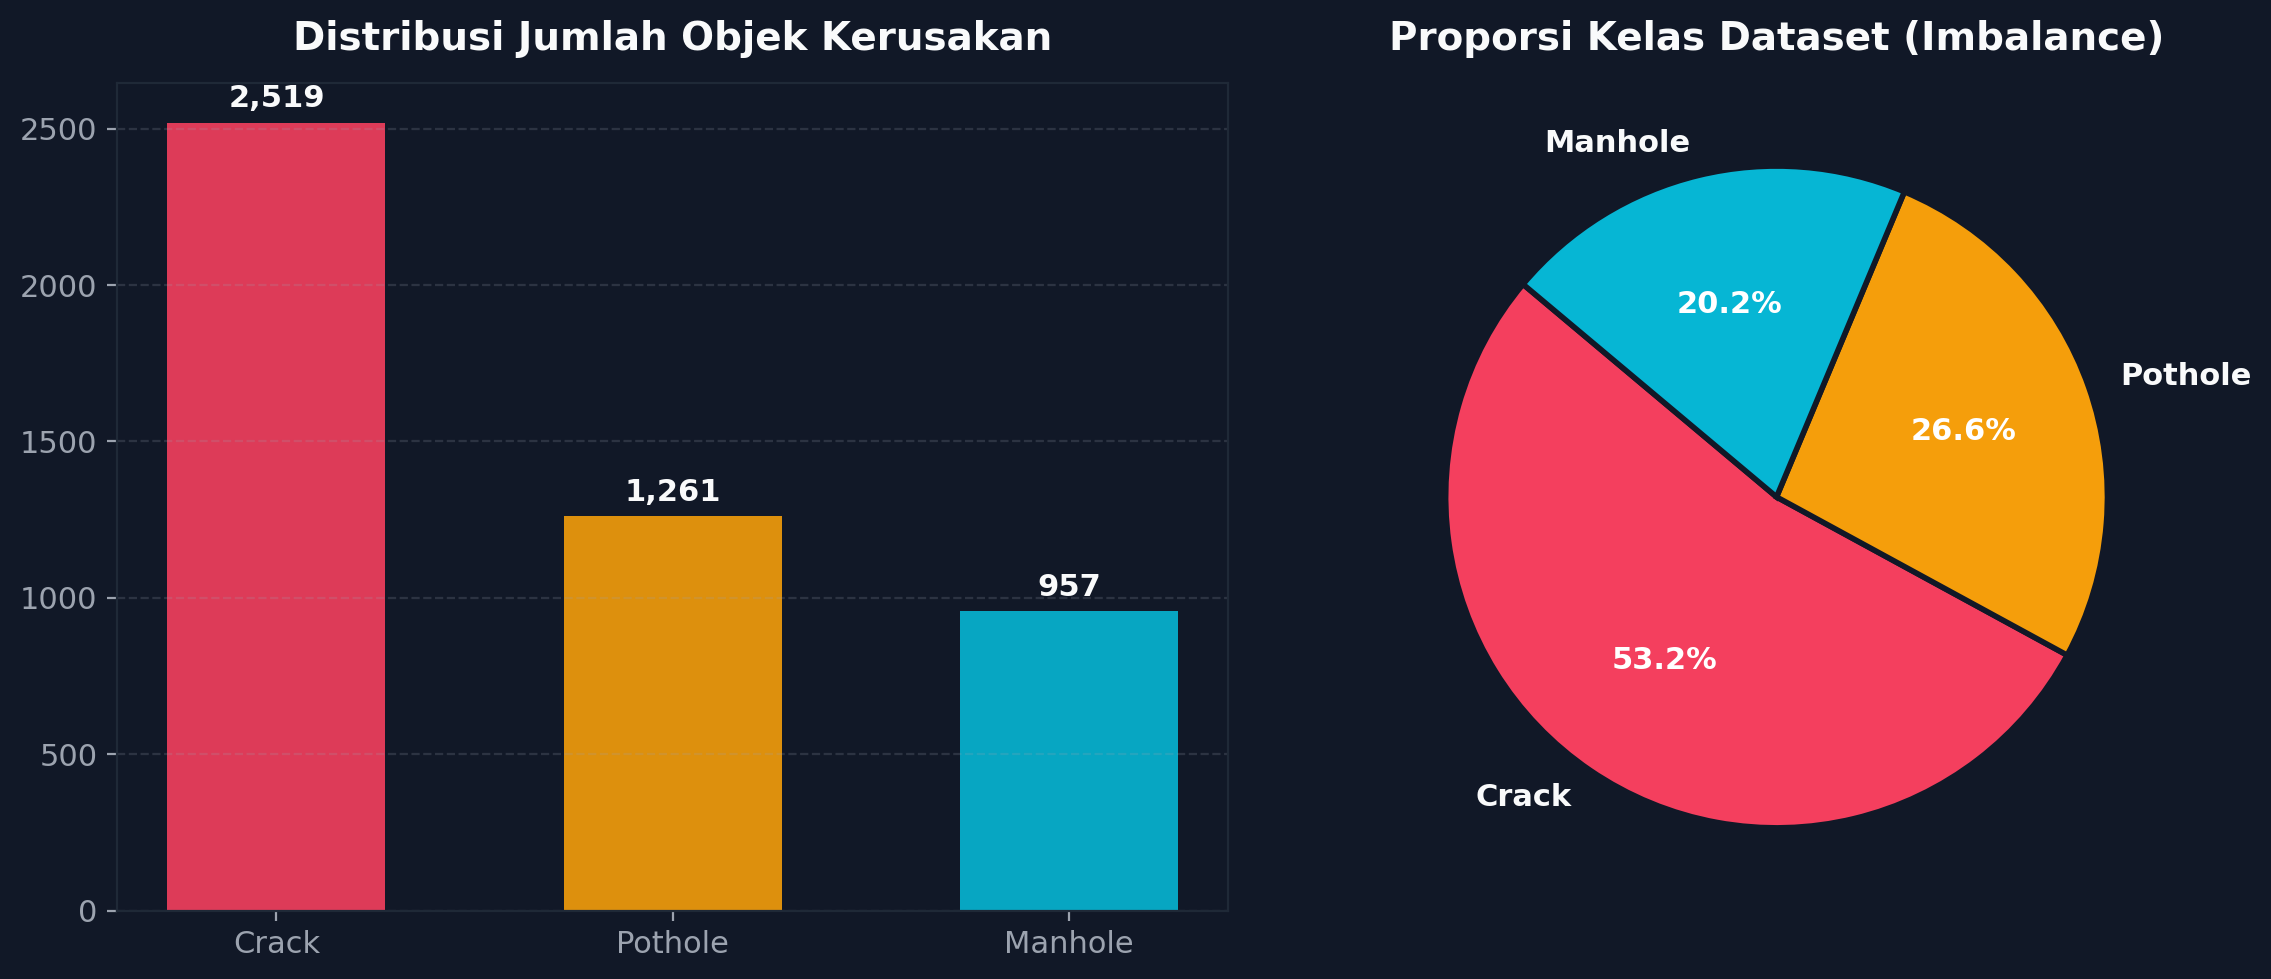 Distribusi Jumlah Objek Kerusakan
2,519
1,261
957
2500
2000
1500
1000
500
0
Crack
Pothole
Manhole
Proporsi Kelas Dataset (Imbalance)
Manhole
20.2%
Pothole
26.6%
53.2%
Crack